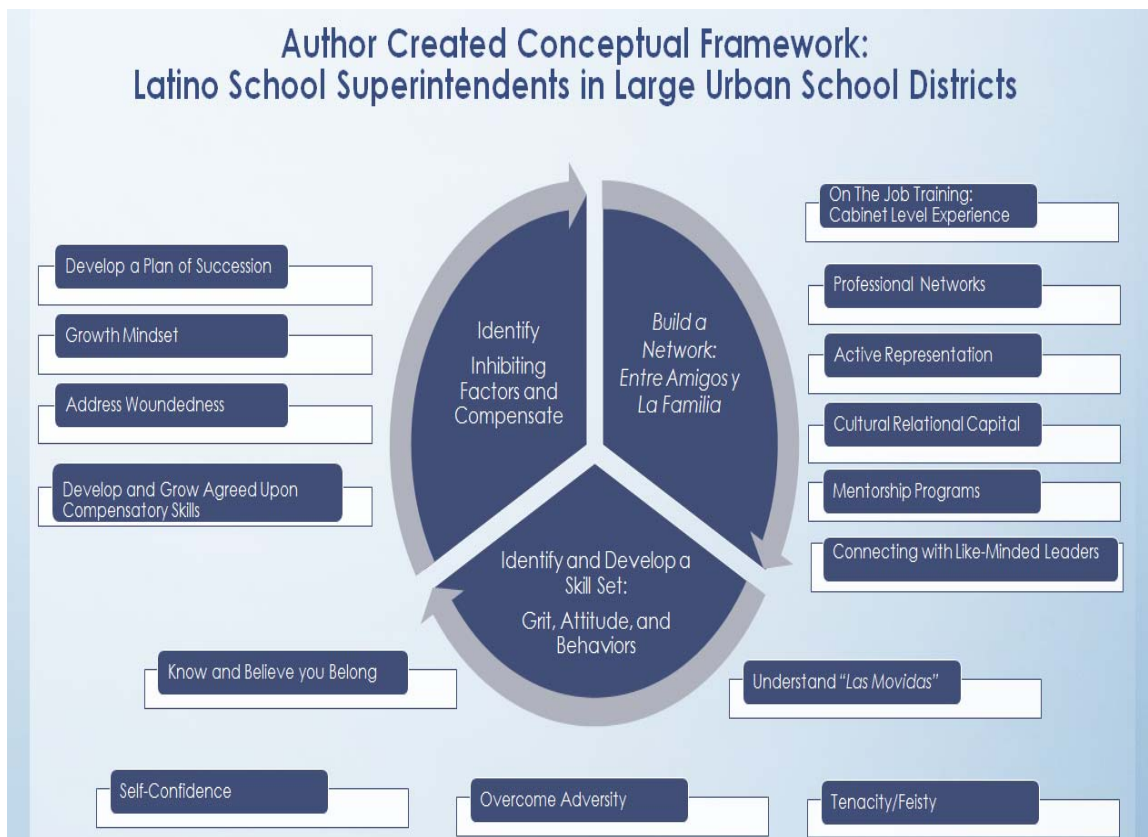 Author Created Conceptual Framework:
Latino School Superintendents in Large Urban School Districts
Develop a Plan of Succession
Growth Mindset
Address Woundedness
Develop and Grow Agreed Upon
Compensatory Skills
Identify
Inhibiting
Factors and
Compensate
Build a
Network:
Entre Amigos y
La Familia
On The Job Training:
Cabinet Level Experience
Professional Networks
Active Representation
Cultural Relational Capital
Mentorship Programs
Connecting with Like-Minded Leaders
Identify and Develop a
Skill Set:
Grit, Attitude, and
Behaviors
Know and Believe you Belong
Understand “Las Movidas”
Self-Confidence
Overcome Adversity
Tenacity/Feisty